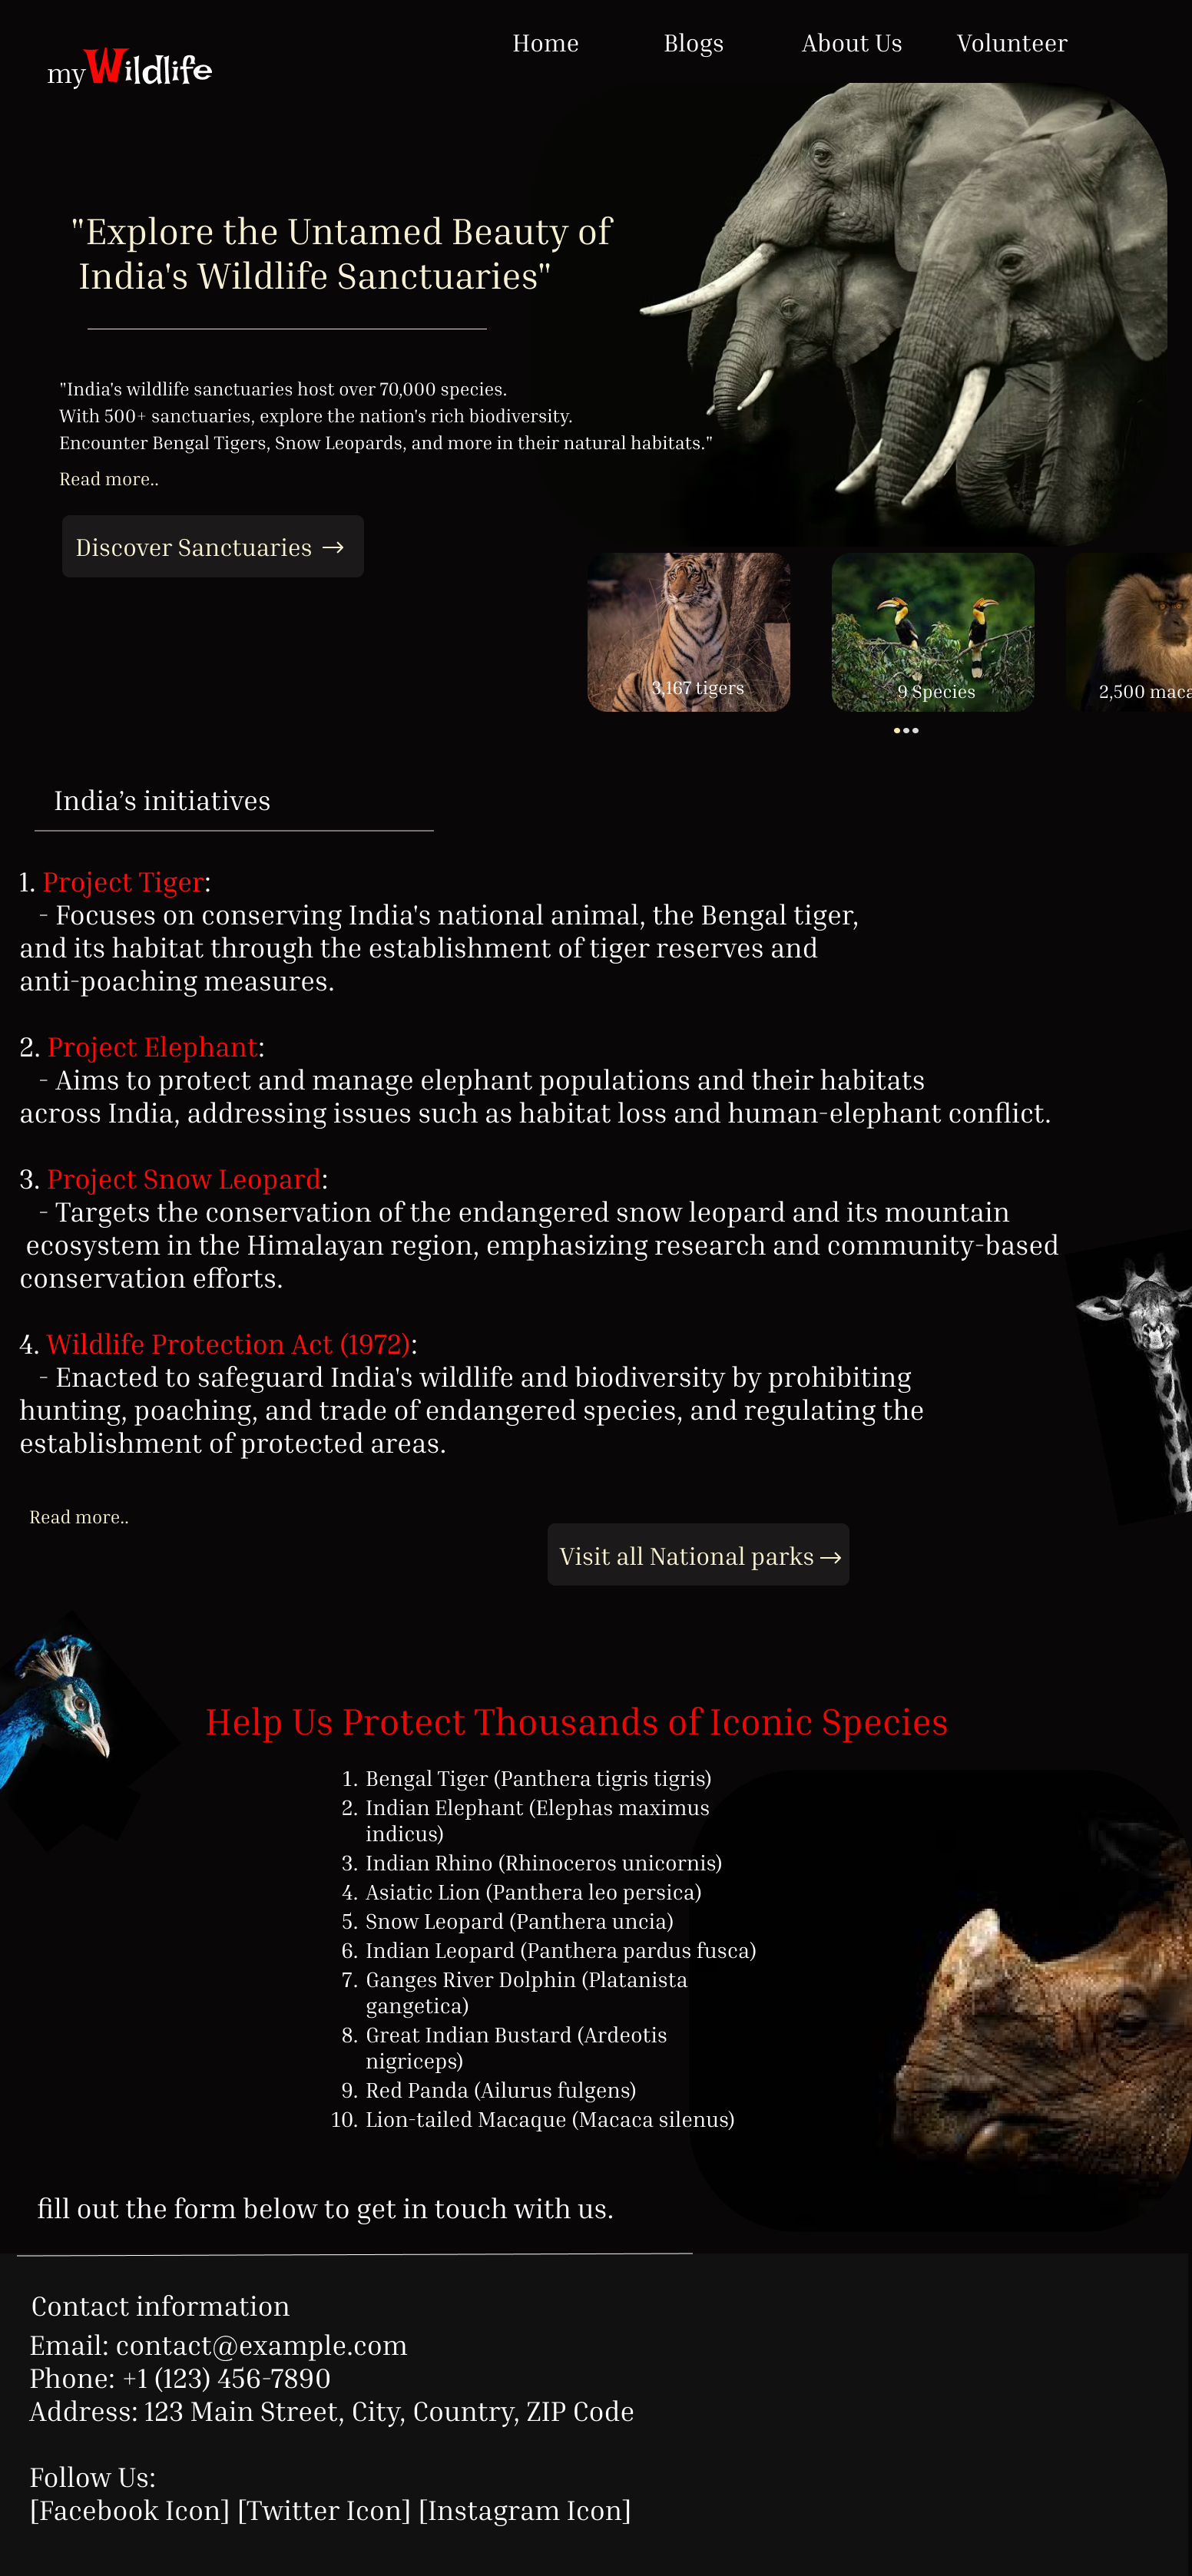 Home Blogs About Us Volunteer
myWildlife
"Explore the Untamed Beauty of
India's Wildlife Sanctuaries"
"India's wildlife sanctuaries host over 70,000 species.
With 500+ sanctuaries, explore the nation's rich biodiversity.
Encounter Bengal Tigers, Snow Leopards, and more in their natural habitats."
Read more..
Discover Sanctuaries →
3,167 tigers
9 Species
2,500 maca
India’s initiatives
1. Project Tiger:
- Focuses on conserving India's national animal, the Bengal tiger,
and its habitat through the establishment of tiger reserves and
anti-poaching measures.
2. Project Elephant:
- Aims to protect and manage elephant populations and their habitats
across India, addressing issues such as habitat loss and human-elephant conflict.
3. Project Snow Leopard:
- Targets the conservation of the endangered snow leopard and its mountain
ecosystem in the Himalayan region, emphasizing research and community-based
conservation efforts.
4. Wildlife Protection Act (1972):
- Enacted to safeguard India's wildlife and biodiversity by prohibiting
hunting, poaching, and trade of endangered species, and regulating the
establishment of protected areas.
Read more..
Visit all National parks →
Help Us Protect Thousands of Iconic Species
1. Bengal Tiger (Panthera tigris tigris)
2. Indian Elephant (Elephas maximus
indicus)
3. Indian Rhino (Rhinoceros unicornis)
4. Asiatic Lion (Panthera leo persica)
5. Snow Leopard (Panthera uncia)
6. Indian Leopard (Panthera pardus fusca)
7. Ganges River Dolphin (Platanista
gangetica)
8. Great Indian Bustard (Ardeotis
nigriceps)
9. Red Panda (Ailurus fulgens)
10. Lion-tailed Macaque (Macaca silenus)
fill out the form below to get in touch with us.
Contact information
Email: contact@example.com
Phone: +1 (123) 456-7890
Address: 123 Main Street, City, Country, ZIP Code
Follow Us:
[Facebook Icon] [Twitter Icon] [Instagram Icon]